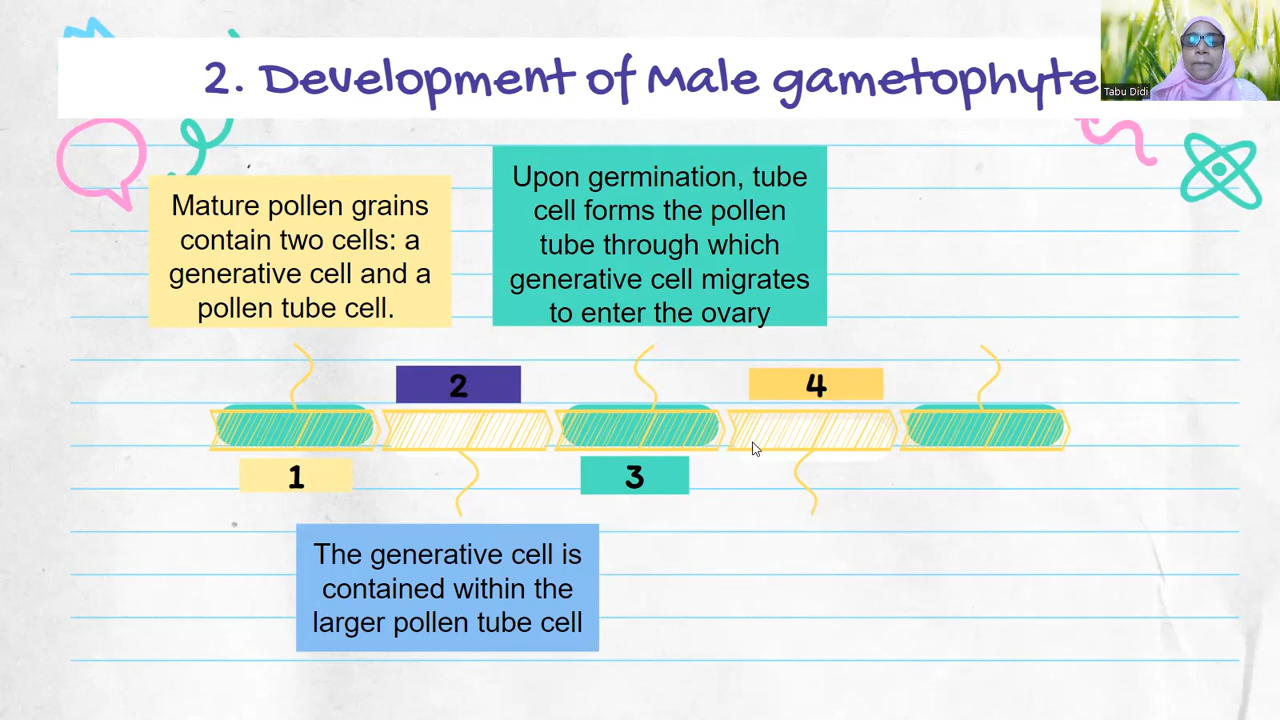 2. Development of Male gametophyte
Tabu Didi
Mature pollen grains
contain two cells: a
generative cell and a
pollen tube cell.
Upon germination, tube
cell forms the pollen
tube through which
generative cell migrates
to enter the ovary
2
4
1
3
The generative cell is
contained within the
larger pollen tube cell